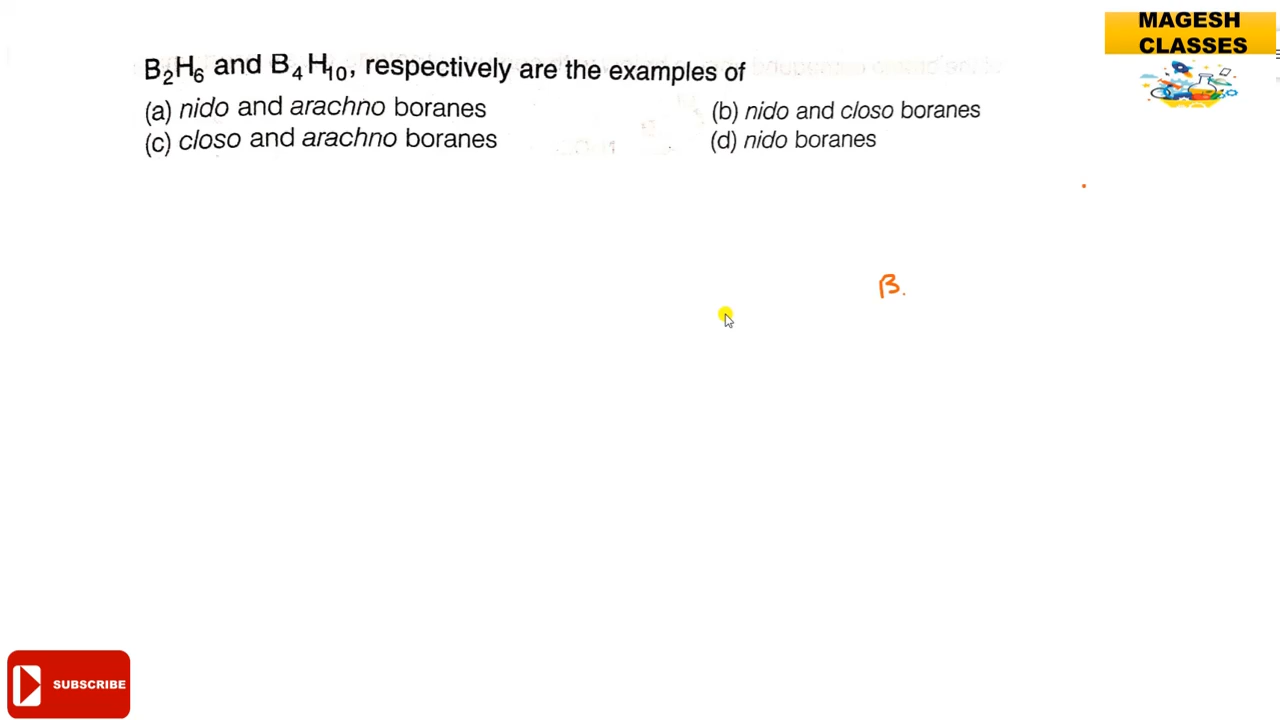 MAGESH
CLASSES
B₂H₆ and B₄H₁₀, respectively are the examples of
(a) nido and arachno boranes
(b) nido and closo boranes
(c) closo and arachno boranes
(d) nido boranes
B.
SUBSCRIBE